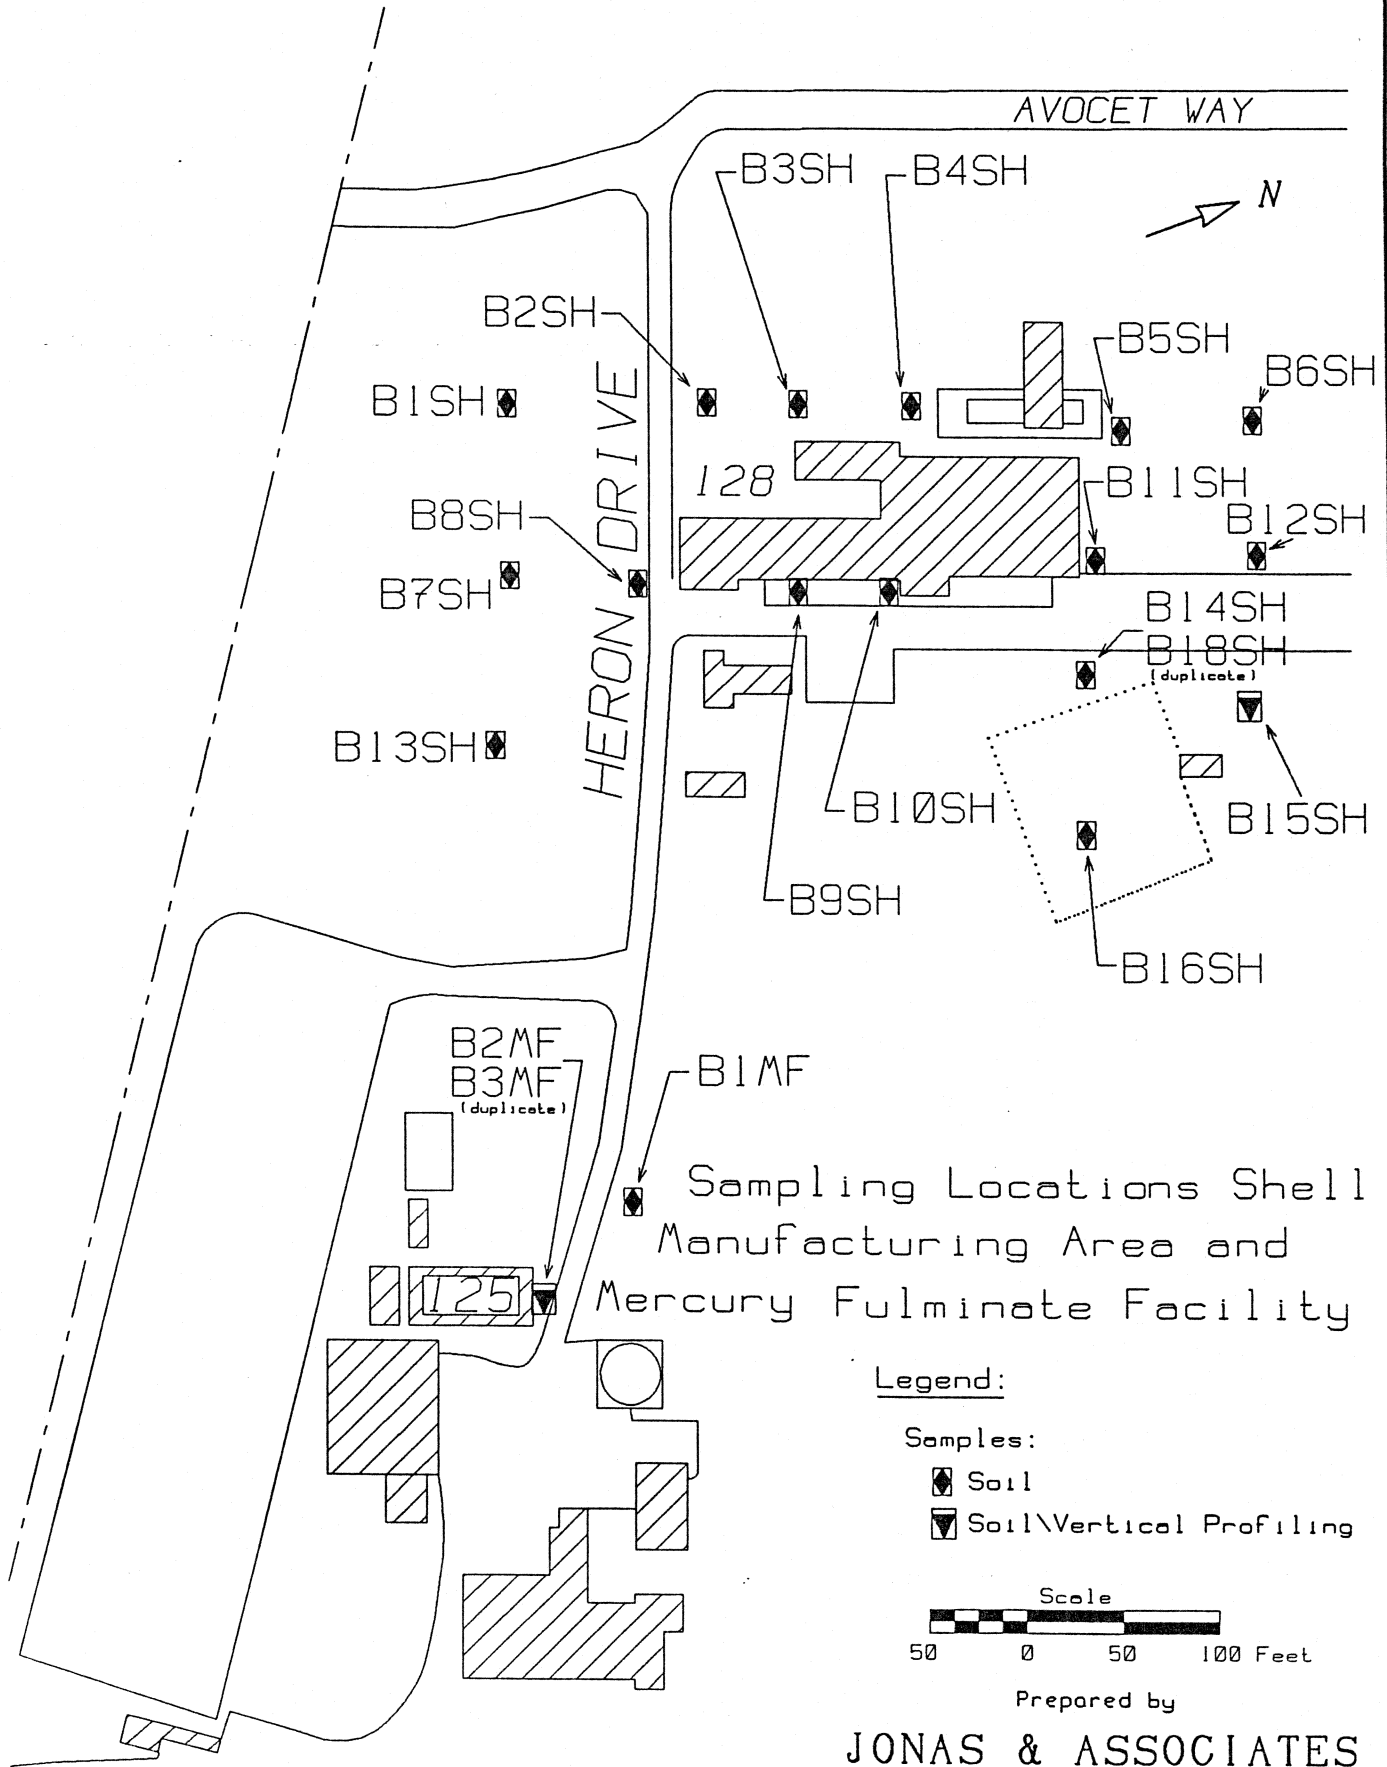 AVOCET WAY
B3SH
B4SH
N
B2SH
B5SH
B6SH
B1SH
HERON DRIVE
128
B11SH
B8SH
B12SH
B7SH
B14SH
B18SH
(duplicate)
B13SH
B10SH
B15SH
B9SH
B16SH
B2MF
B3MF
(duplicate)
B1MF
125
Sampling Locations Shell
Manufacturing Area and
Mercury Fulminate Facility
Legend:
Samples:
Soil
Soil\Vertical Profiling
Scale
50 0 50 100 Feet
Prepared by
JONAS & ASSOCIATES